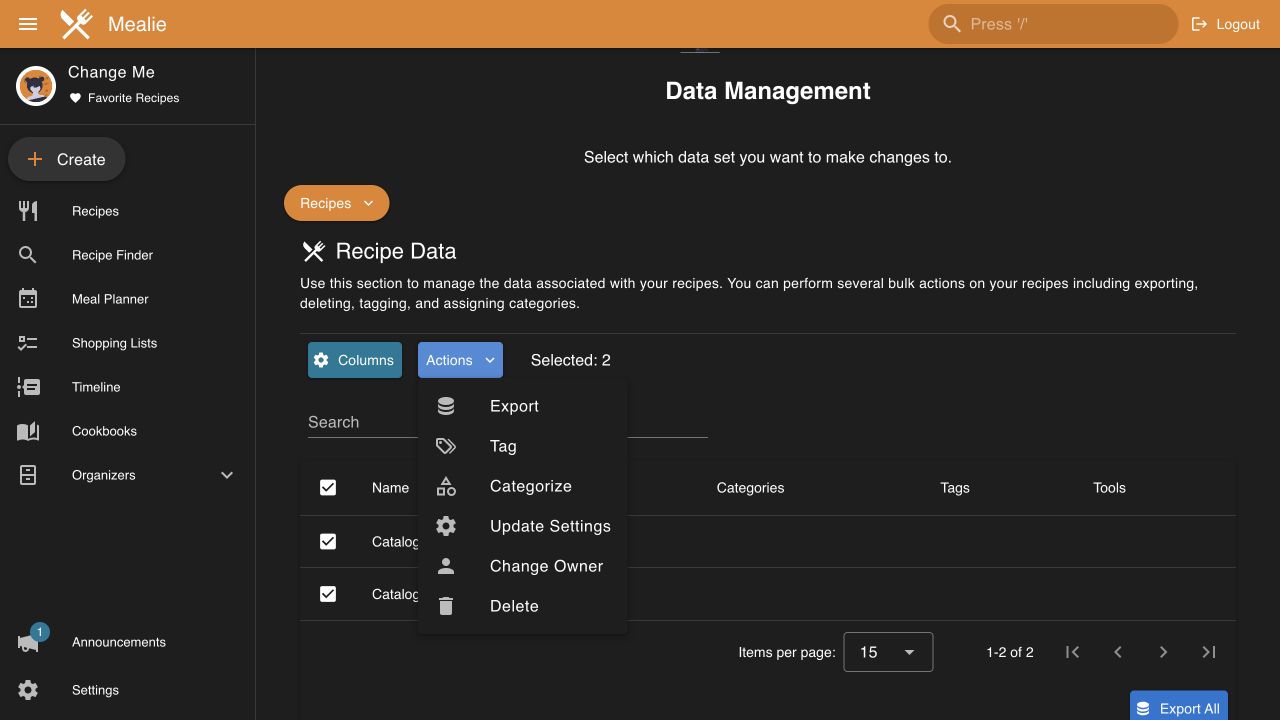 Mealie
Press '/'
Logout
Change Me
Favorite Recipes
Create
Recipes
Recipe Finder
Meal Planner
Shopping Lists
Timeline
Cookbooks
Organizers
1
Announcements
Settings
Data Management
Select which data set you want to make changes to.
Recipes
Recipe Data
Use this section to manage the data associated with your recipes. You can perform several bulk actions on your recipes including exporting,
deleting, tagging, and assigning categories.
Columns
Actions
Selected: 2
Export
Tag
Categorize
Update Settings
Change Owner
Delete
Search
Name
Categories
Tags
Tools
Catalog
Catalog
Items per page:
15
1-2 of 2
Export All